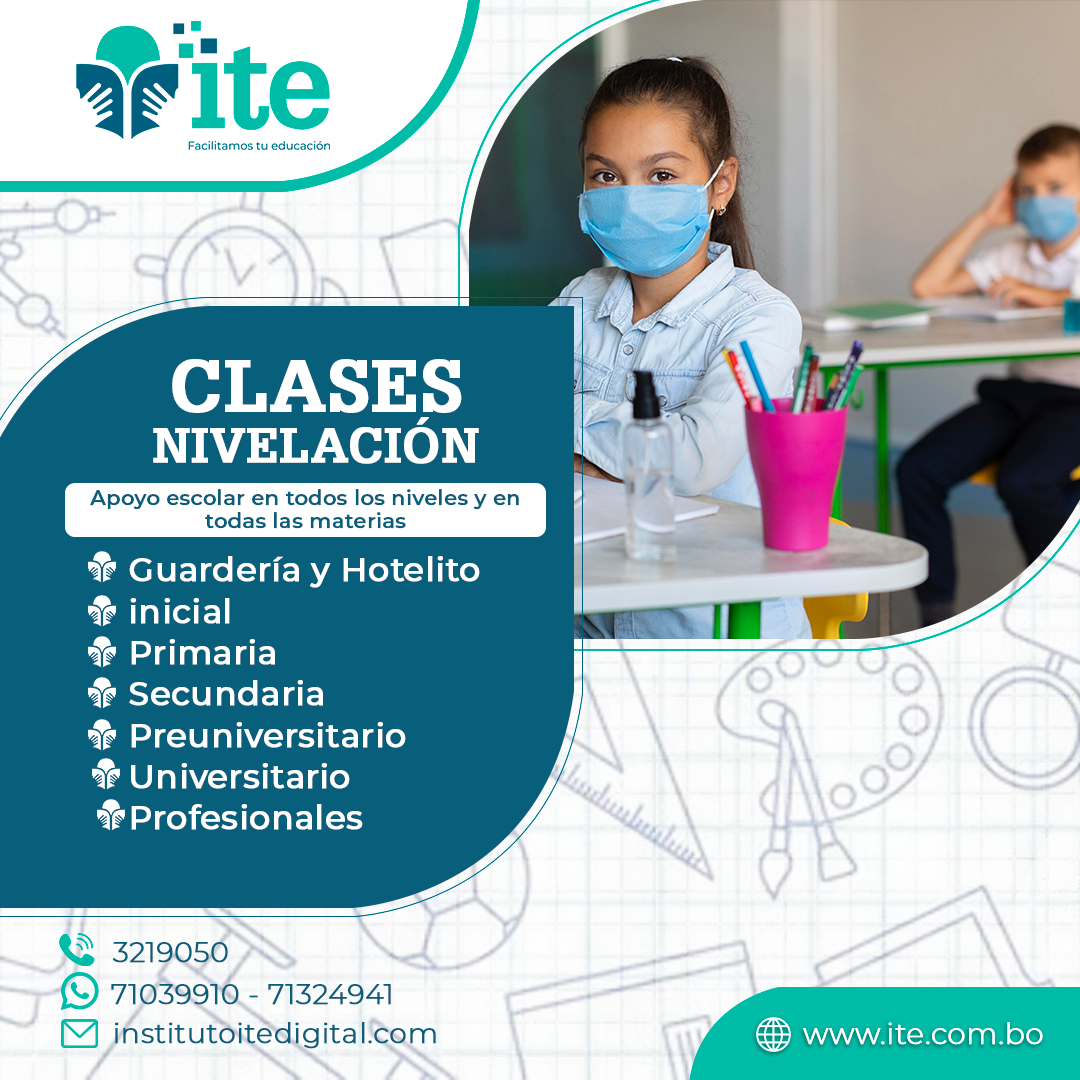 ite
Facilitamos tu educación
CLASES
NIVELACIÓN
Apoyo escolar en todos los niveles y en
todas las materias
Guardería y Hotelito
inicial
Primaria
Secundaria
Preuniversitario
Universitario
Profesionales
3219050
71039910 - 71324941
institutoitedigital.com
www.ite.com.bo